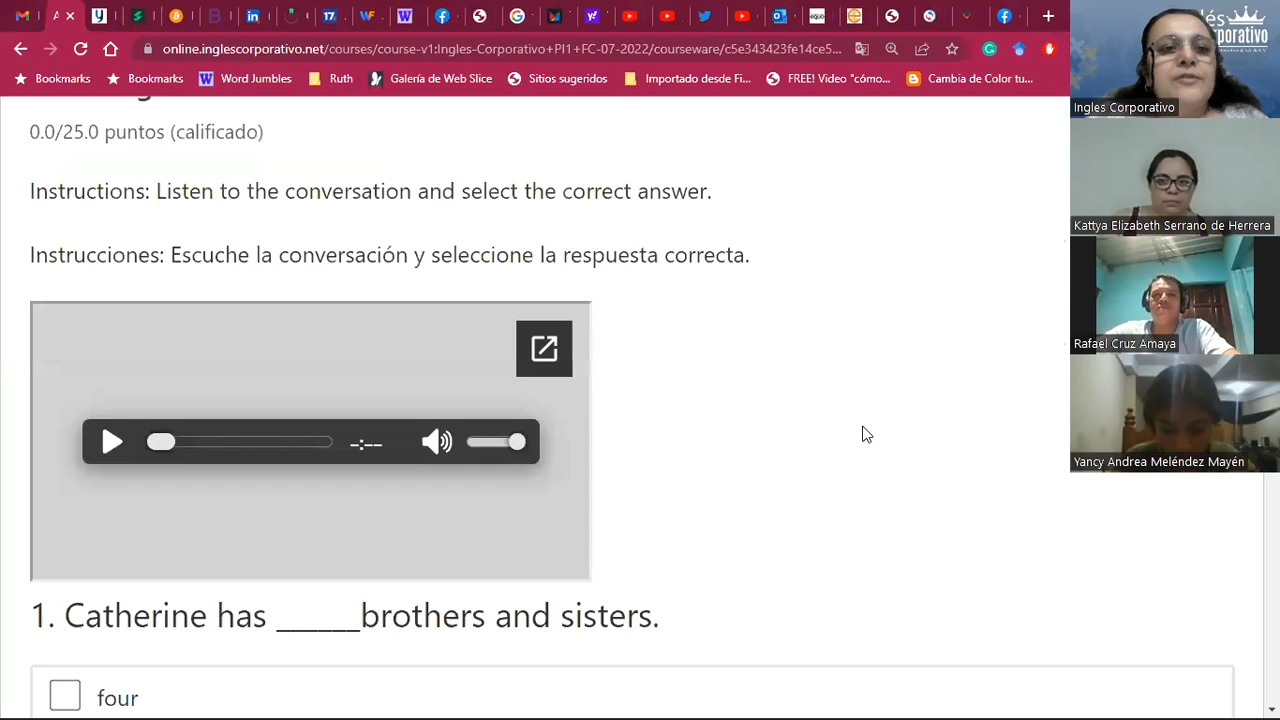 17
online.inglescorporativo.net/courses/course-v1:Ingles-Corporativo+PI1+FC-07-2022/courseware/c5e343423fe14ce5...
Bookmarks
Bookmarks
Word Jumbles
Ruth
Galería de Web Slice
Sitios sugeridos
Importado desde Fi...
FREE! Video "cómo...
Cambia de Color tu...
0.0/25.0 puntos (calificado)
Instructions: Listen to the conversation and select the correct answer.
Instrucciones: Escuche la conversación y seleccione la respuesta correcta.
-:--
1. Catherine has ______brothers and sisters.
four
Ingles Corporativo
Kattya Elizabeth Serrano de Herrera
Rafael Cruz Amaya
Yancy Andrea Meléndez Mayén